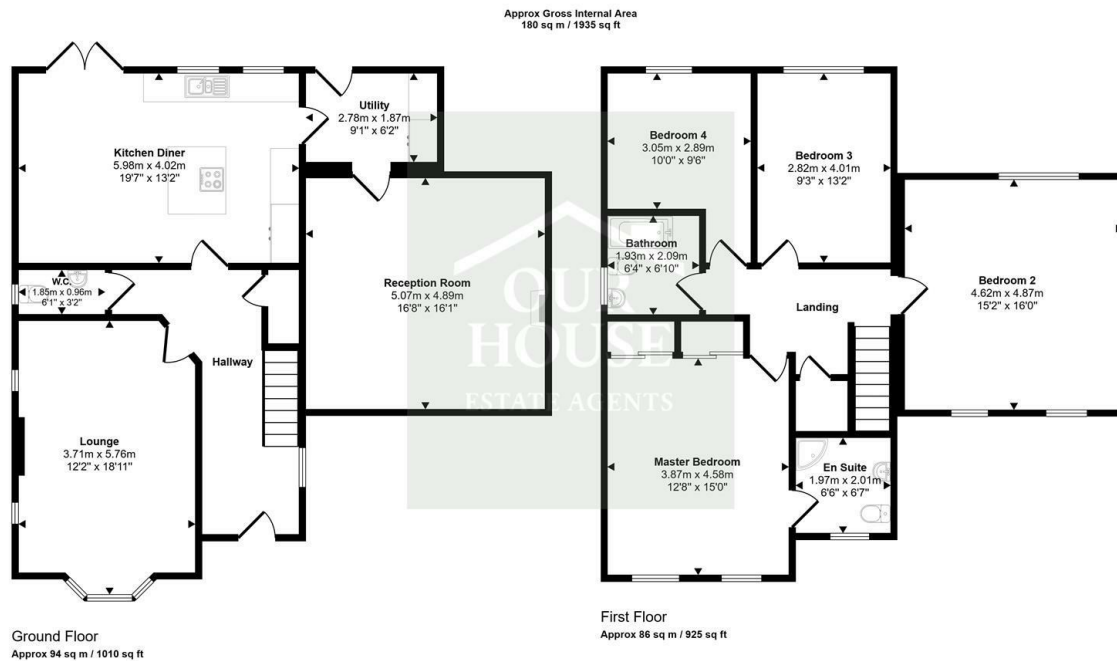 Approx Gross Internal Area
180 sq m / 1935 sq ft
Utility
2.78m x 1.87m
9'1" x 6'2"
Kitchen Diner
5.98m x 4.02m
19'7" x 13'2"
W.C.
1.85m x 0.96m
6'1" x 3'2"
Reception Room
5.07m x 4.89m
16'8" x 16'1"
Hallway
Lounge
3.71m x 5.76m
12'2" x 18'11"
Ground Floor
Approx 94 sq m / 1010 sq ft
Bedroom 4
3.05m x 2.89m
10'0" x 9'6"
Bedroom 3
2.82m x 4.01m
9'3" x 13'2"
Bathroom
1.93m x 2.09m
6'4" x 6'10"
Bedroom 2
4.62m x 4.87m
15'2" x 16'0"
Landing
Master Bedroom
3.87m x 4.58m
12'8" x 15'0"
En Suite
1.97m x 2.01m
6'6" x 6'7"
First Floor
Approx 86 sq m / 925 sq ft
OUR
HOUSE
ESTATE AGENTS